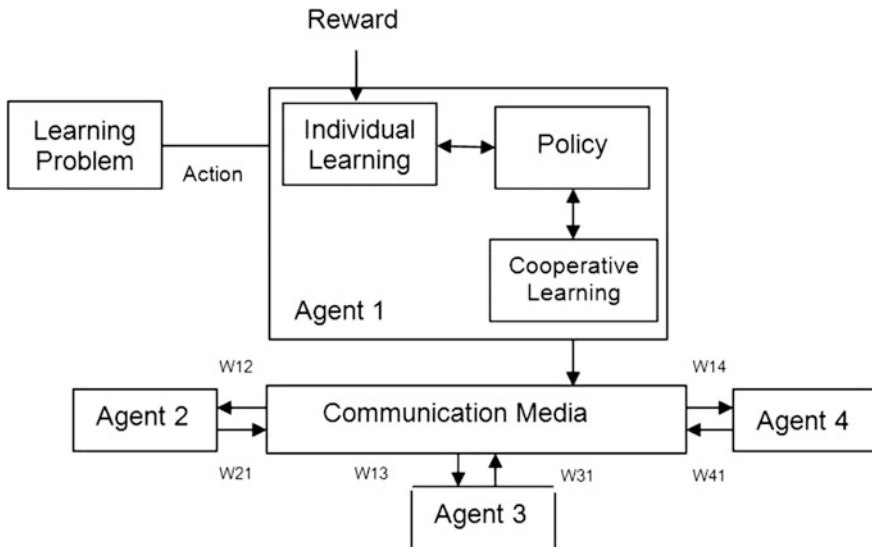 Reward
Learning
Problem
Action
Individual
Learning
Policy
Cooperative
Learning
Agent 1
W12
W14
Agent 2
Communication Media
Agent 4
W21
W13
W31
W41
Agent 3